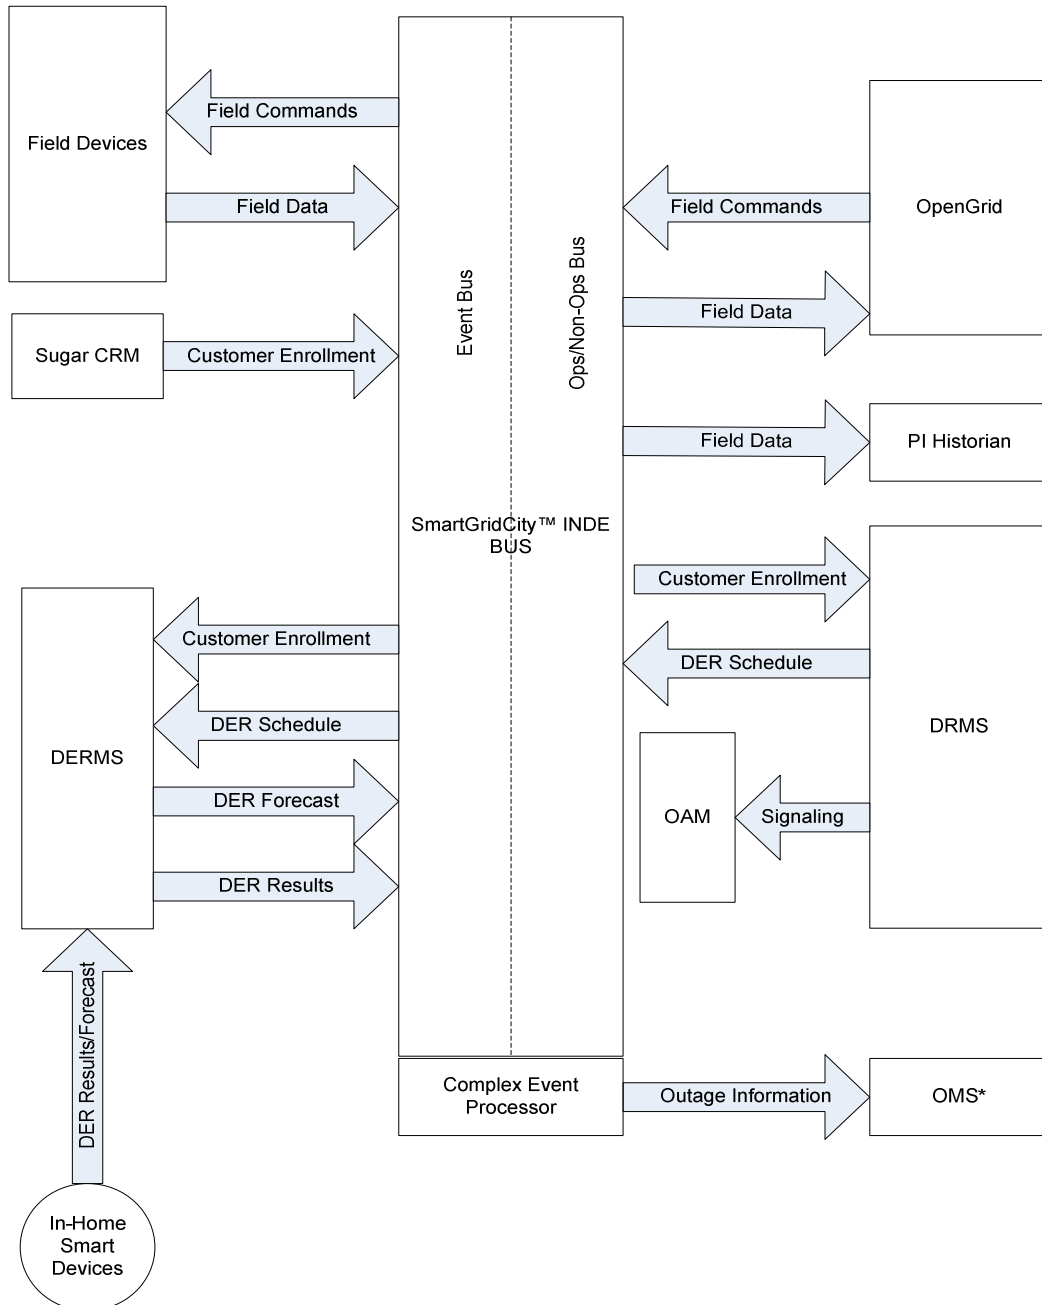 Field Commands
Field Devices
Field Data
Field Commands
OpenGrid
Field Data
Event Bus
Ops/Non-Ops Bus
Sugar CRM
Customer Enrollment
Field Data
PI Historian
SmartGridCity™ INDE
BUS
Customer Enrollment
DER Schedule
DRMS
Signaling
OAM
Customer Enrollment
DER Schedule
DERMS
DER Forecast
DER Results
DER Results/Forecast
In-Home
Smart
Devices
Complex Event
Processor
Outage Information
OMS*